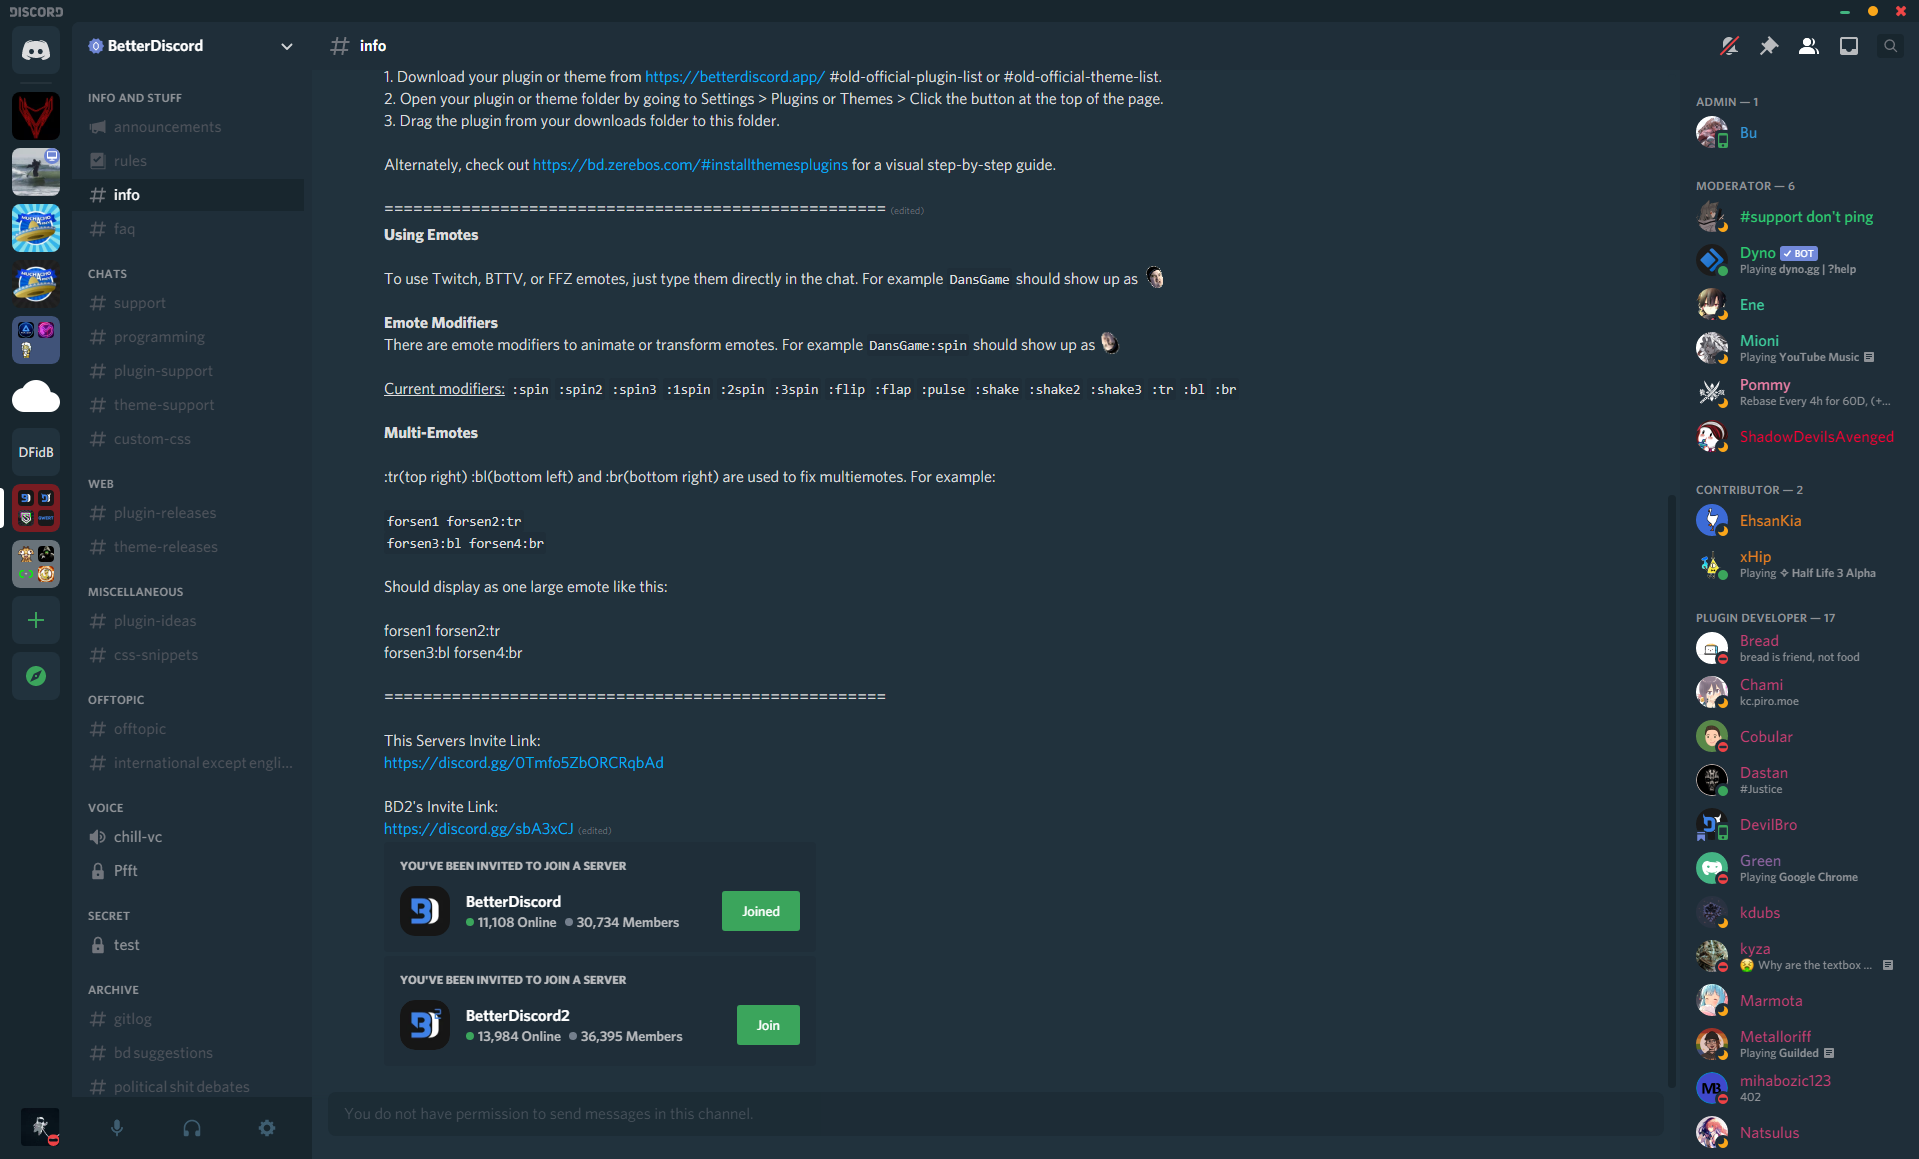 DISCORD
DFidB
BetterDiscord
INFO AND STUFF
announcements
rules
info
faq
CHATS
support
programming
plugin-support
theme-support
custom-css
WEB
plugin-releases
theme-releases
MISCELLANEOUS
plugin-ideas
css-snippets
OFFTOPIC
offtopic
international except engli...
VOICE
chill-vc
Pfft
SECRET
test
ARCHIVE
gitlog
bd suggestions
political shit debates
# info
1. Download your plugin or theme from https://betterdiscord.app/ #old-official-plugin-list or #old-official-theme-list.
2. Open your plugin or theme folder by going to Settings > Plugins or Themes > Click the button at the top of the page.
3. Drag the plugin from your downloads folder to this folder.
Alternately, check out https://bd.zerebos.com/#installthemesplugins for a visual step-by-step guide.
==================================================== (edited)
Using Emotes
To use Twitch, BTTV, or FFZ emotes, just type them directly in the chat. For example DansGame should show up as
Emote Modifiers
There are emote modifiers to animate or transform emotes. For example DansGame:spin should show up as
Current modifiers: :spin :spin2 :spin3 :1spin :2spin :3spin :flip :flap :pulse :shake :shake2 :shake3 :tr :bl :br
Multi-Emotes
:tr(top right) :bl(bottom left) and :br(bottom right) are used to fix multiemotes. For example:
forsen1 forsen2:tr
forsen3:bl forsen4:br
Should display as one large emote like this:
forsen1 forsen2:tr
forsen3:bl forsen4:br
====================================================
This Servers Invite Link:
https://discord.gg/0Tmfo5ZbORCRqbAd
BD2's Invite Link:
https://discord.gg/sbA3xCJ (edited)
YOU'VE BEEN INVITED TO JOIN A SERVER
BetterDiscord
11,108 Online 30,734 Members
Joined
YOU'VE BEEN INVITED TO JOIN A SERVER
BetterDiscord2
13,984 Online 36,395 Members
Join
You do not have permission to send messages in this channel.
ADMIN — 1
Bu
MODERATOR — 6
#support don't ping
Dyno BOT
Playing dyno.gg | ?help
Ene
Mioni
Playing YouTube Music
Pommy
Rebase Every 4h for 60D, (+...
ShadowDevilsAvenged
CONTRIBUTOR — 2
EhsanKia
xHip
Playing ✧ Half Life 3 Alpha
PLUGIN DEVELOPER — 17
Bread
bread is friend, not food
Chami
kc.piro.moe
Cobular
Dastan
#Justice
DevilBro
Green
Playing Google Chrome
kdubs
kyza
Why are the textbox ...
Marmota
Metalloriff
Playing Guilded
mihabozic123
402
Natsulus